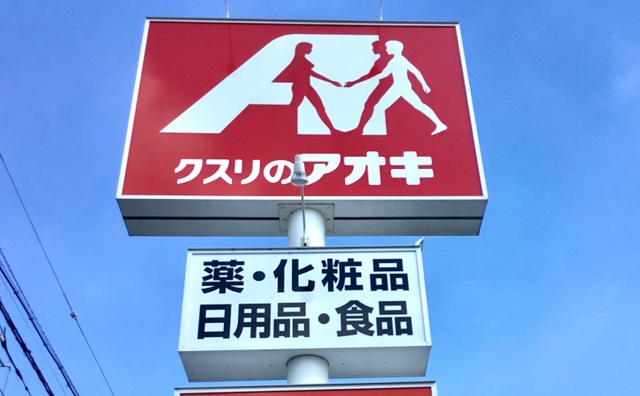 クスリのアオキ
薬・化粧品
日用品・食品